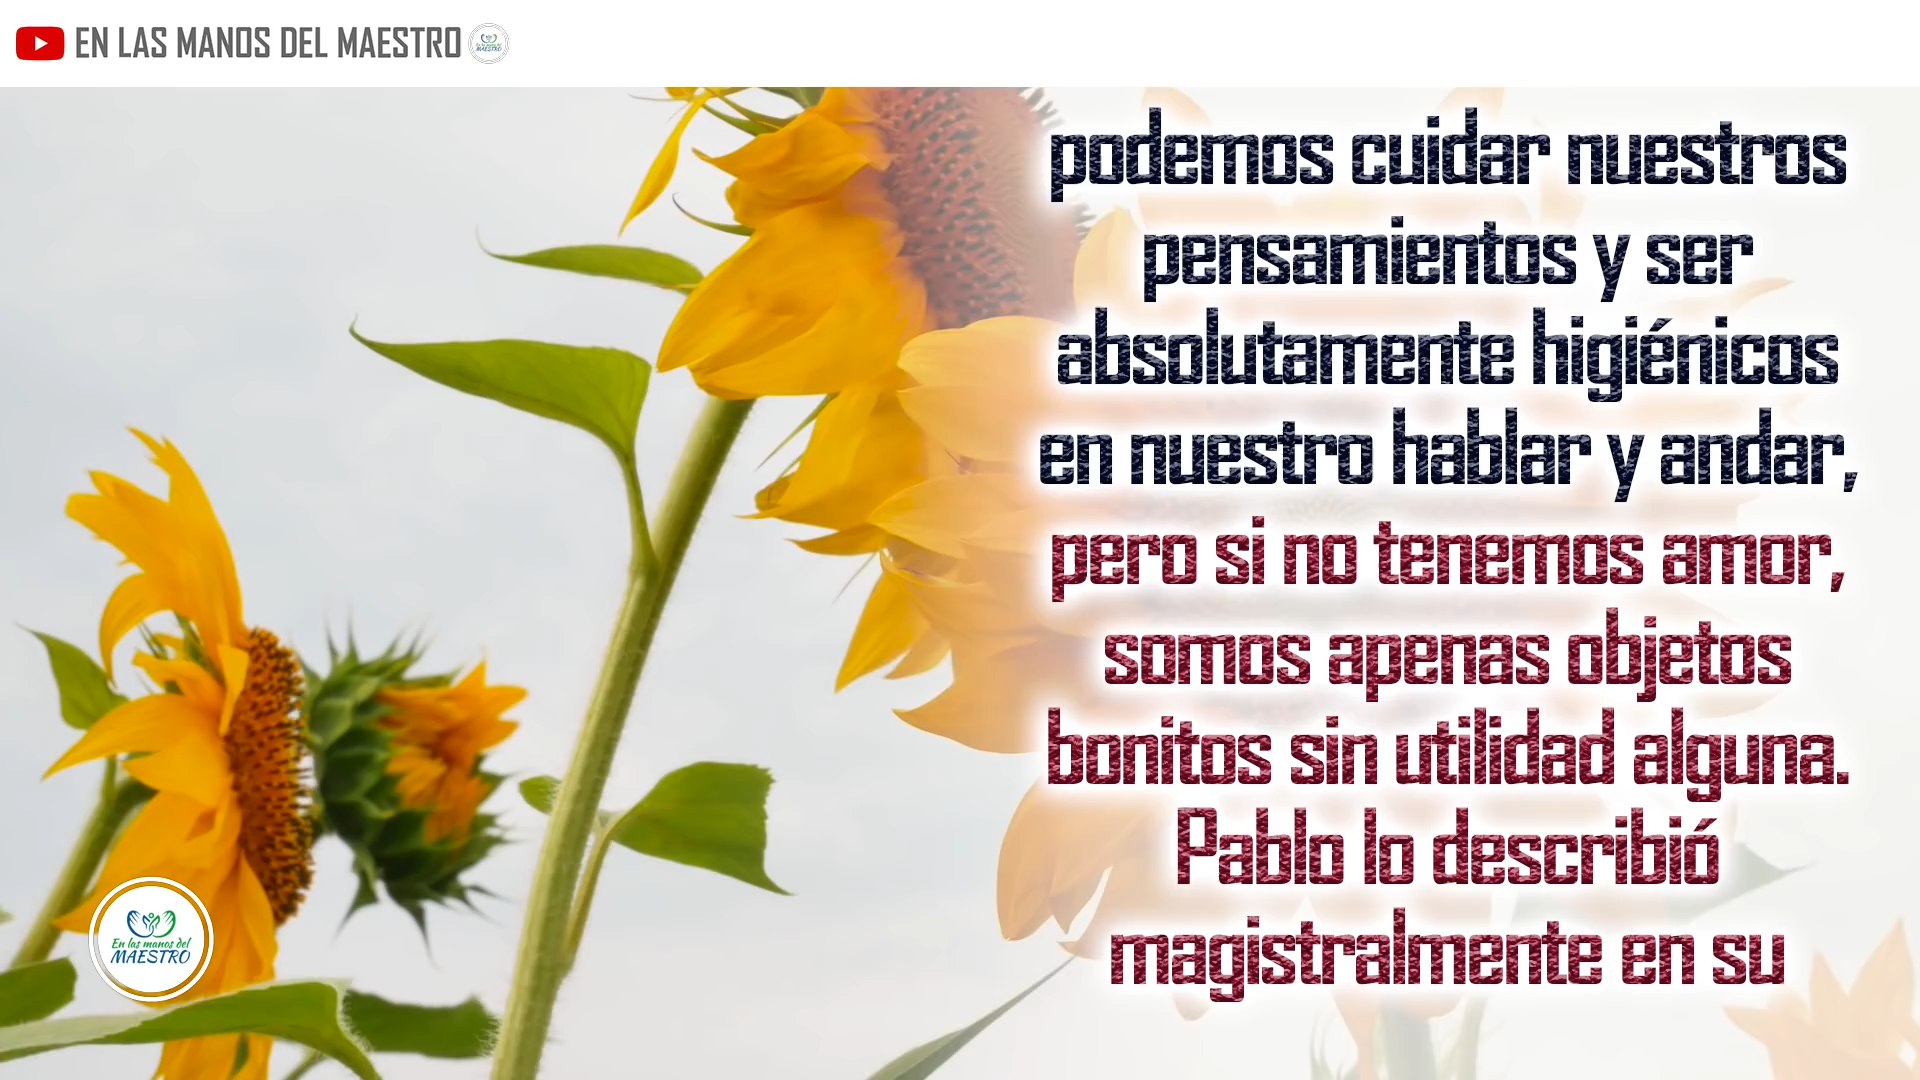 EN LAS MANOS DEL MAESTRO
podemos cuidar nuestros
pensamientos y ser
absolutamente higiénicos
en nuestro hablar y andar,
pero si no tenemos amor,
somos apenas objetos
bonitos sin utilidad alguna.
Pablo lo describió
magistralmente en su
En las manos del
MAESTRO